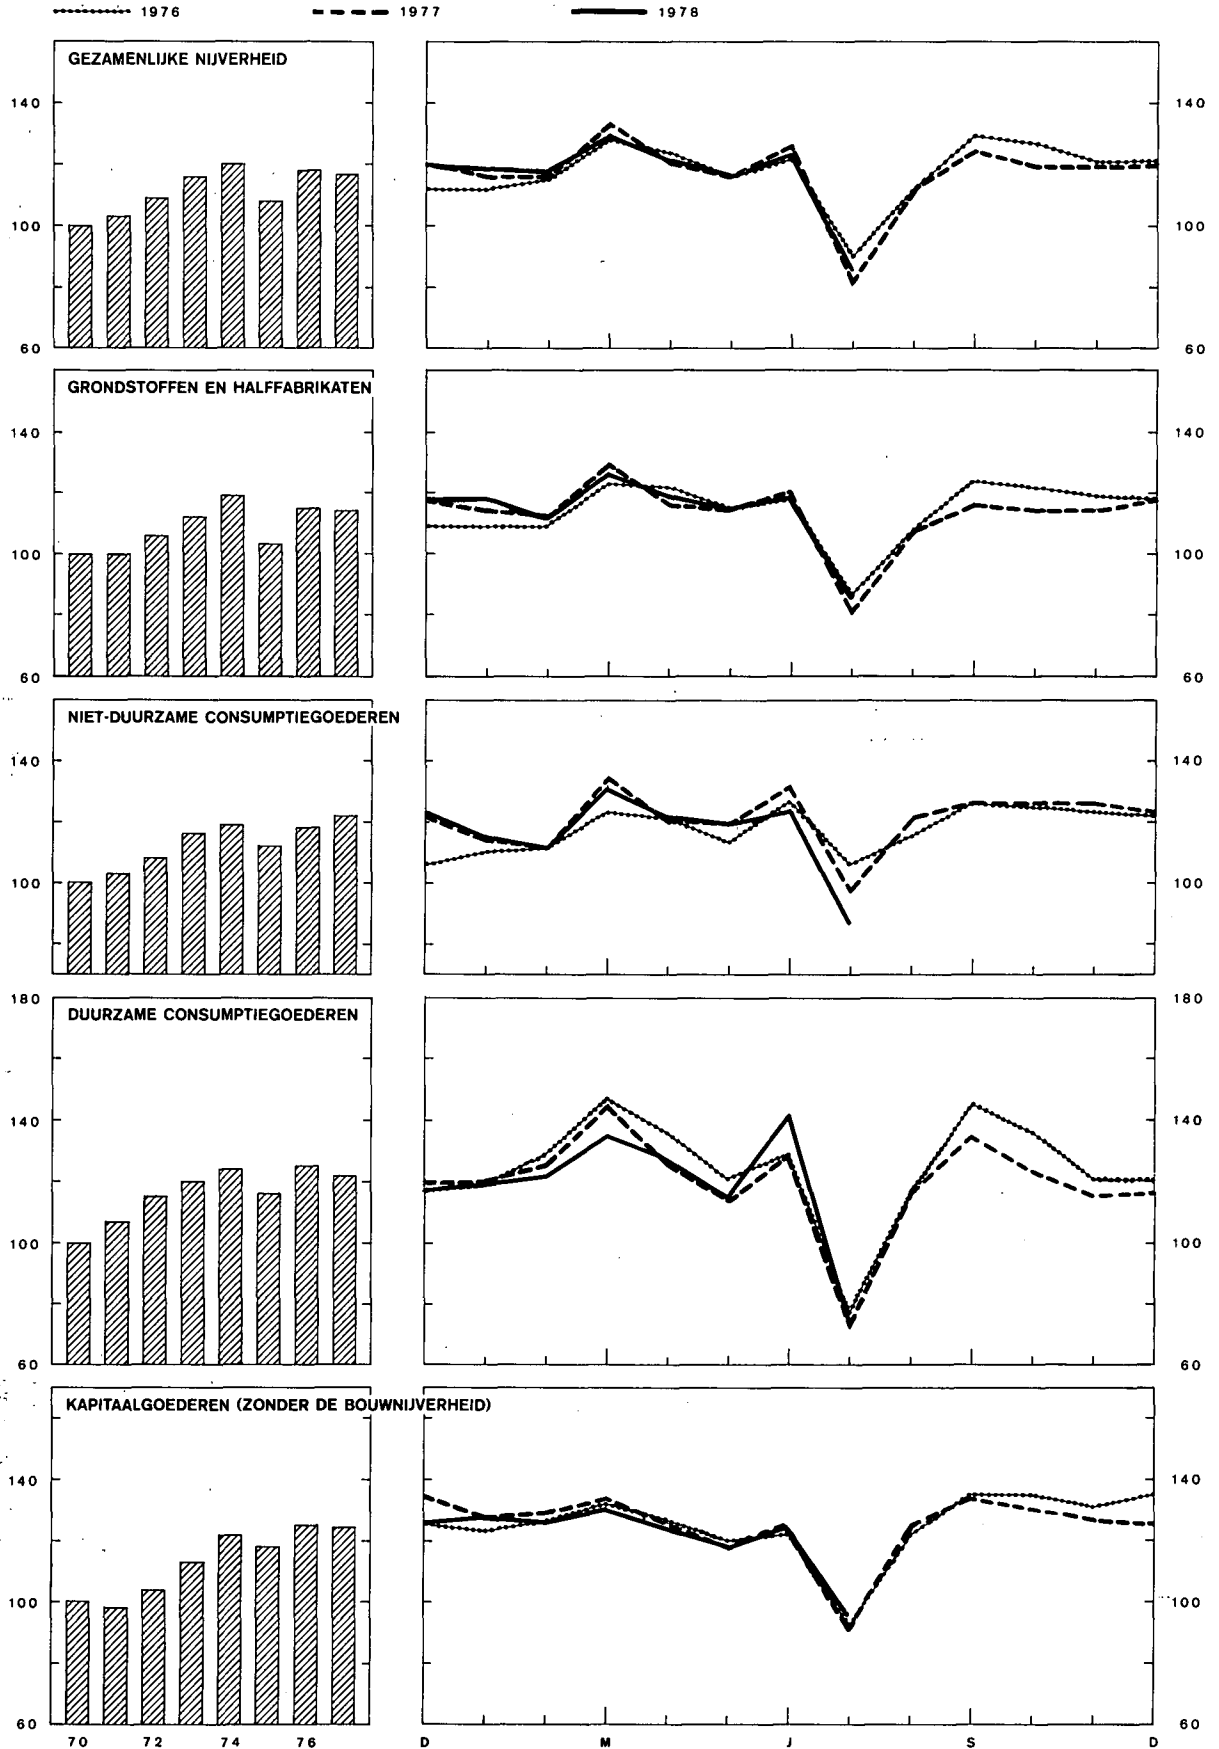 1976 1977 1978
GEZAMENLIJKE NIJVERHEID
140 140
100 100
60 60
GRONDSTOFFEN EN HALFFABRIKATEN
140 140
100 100
60 60
NIET-DUURZAME CONSUMPTIEGOEDEREN
140 140
100 100
180 180
DUURZAME CONSUMPTIEGOEDEREN
140 140
100 100
60 60
KAPITAALGOEDEREN (ZONDER DE BOUWNIJVERHEID)
140 140
100 100
60 60
70 72 74 76 D M J S D